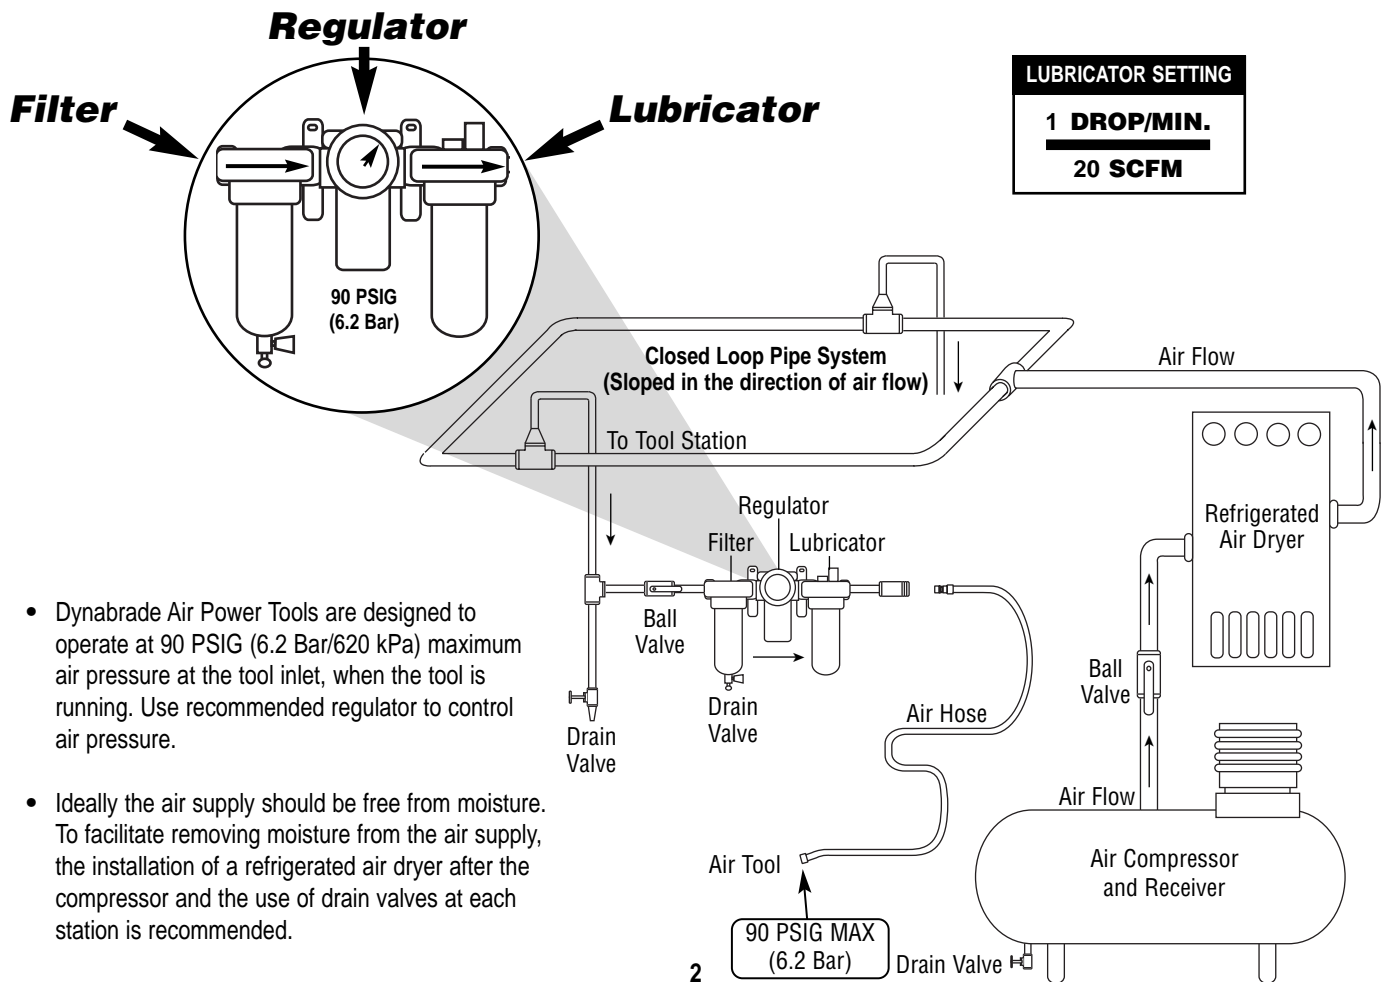 Regulator
Filter
Lubricator
90 PSIG
(6.2 Bar)
LUBRICATOR SETTING
1 DROP/MIN.
20 SCFM
Closed Loop Pipe System
(Sloped in the direction of air flow)
Air Flow
To Tool Station
Refrigerated
Air Dryer
Regulator
Filter
Lubricator
Ball
Valve
Drain
Valve
Drain
Valve
Air Hose
Ball
Valve
Air Flow
Air Compressor
and Receiver
Air Tool
90 PSIG MAX
(6.2 Bar)
Drain Valve
• Dynabrade Air Power Tools are designed to
operate at 90 PSIG (6.2 Bar/620 kPa) maximum
air pressure at the tool inlet, when the tool is
running. Use recommended regulator to control
air pressure.
• Ideally the air supply should be free from moisture.
To facilitate removing moisture from the air supply,
the installation of a refrigerated air dryer after the
compressor and the use of drain valves at each
station is recommended.
2